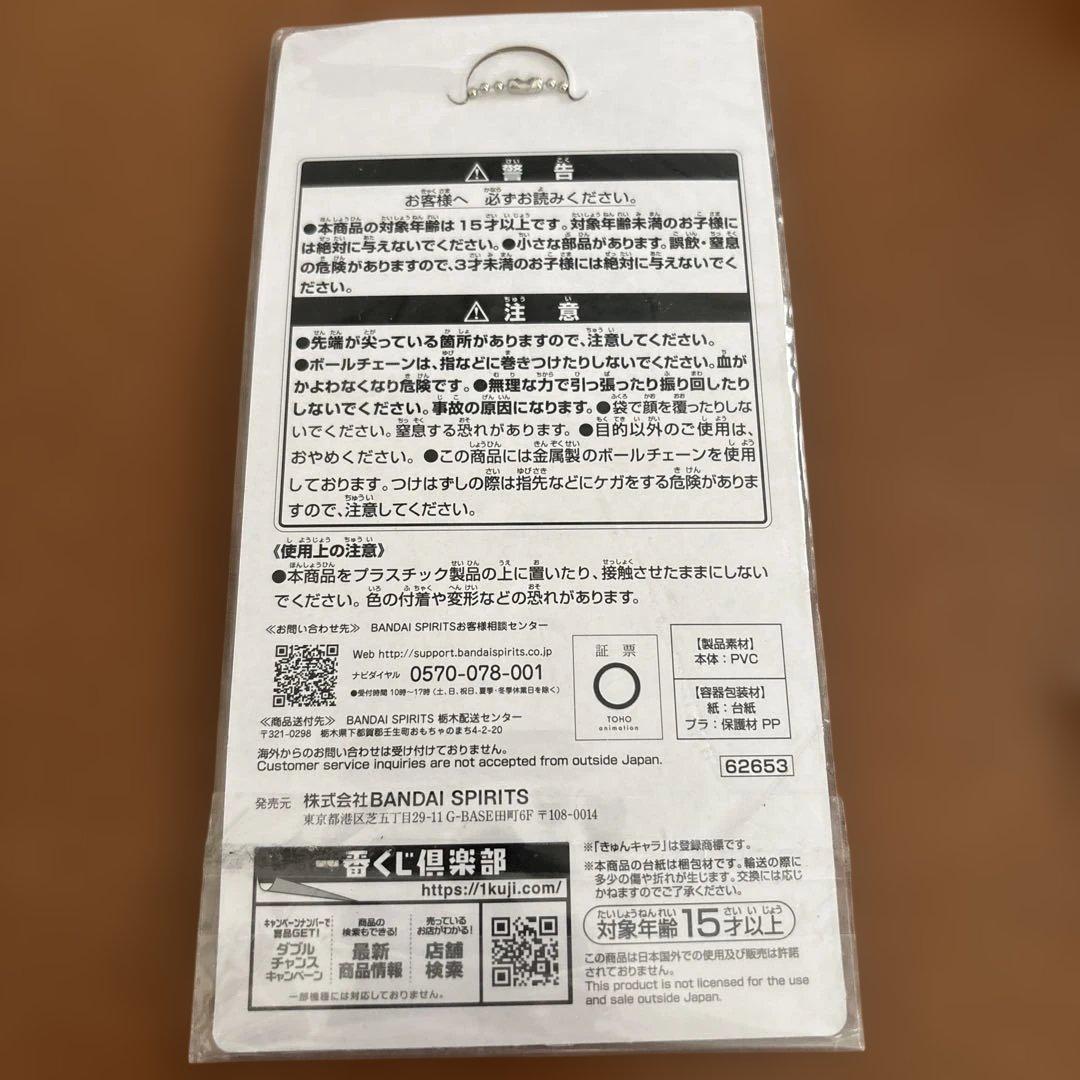 ⚠ 警告
お客様へ 必ずお読みください。
●本商品の対象年齢は15才以上です。対象年齢未満のお子様に
は絶対に与えないでください。●小さな部品があります。誤飲・窒息
の危険がありますので、3才未満のお子様には絶対に与えないでく
ださい。
⚠ 注意
●先端が尖っている箇所がありますので、注意してください。
●ボールチェーンは、指などに巻きつけたりしないでください。血が
かよわなくなり危険です。●無理な力で引っ張ったり振り回したり
しないでください。事故の原因になります。●袋で顔を覆ったりしな
いでください。窒息する恐れがあります。●目的以外のご使用は、
おやめください。●この商品には金属製のボールチェーンを使用
しております。つけはずしの際は指先などにケガをする危険がありま
すので、注意してください。
《使用上の注意》
●本商品をプラスチック製品の上に置いたり、接触させたままにしない
でください。色の付着や変形などの恐れがあります。
≪お問い合わせ先≫ BANDAI SPIRITSお客様相談センター
Web http://support.bandaispirits.co.jp
ナビダイヤル 0570-078-001
●受付時間 10時〜17時(土、日、祝日、夏季・冬季休業日を除く)
≪商品送付先≫ BANDAI SPIRITS 栃木配送センター
〒321-0298 栃木県下都賀郡壬生町おもちゃのまち4-2-20
海外からのお問い合わせは受け付けておりません。
Customer service inquiries are not accepted from outside Japan.
証票
TOHO
animation
【製品素材】
本体:PVC
【容器包装材】
紙:台紙
プラ:保護材 PP
62653
発売元 株式会社BANDAI SPIRITS
東京都港区芝五丁目29-11 G-BASE田町6F 〒108-0014
一番くじ倶楽部
https://1kuji.com/
キャンペーンナンバーで
賞品GET!
ダブル
チャンス
キャンペーン
商品の
検索もできる!
最新
商品情報
売っている
お店がわかる!
店舗
検索
一部機種には対応しておりません。
※「きゅんキャラ」は登録商標です。
※本商品の台紙は梱包材です。輸送の際に
多少の傷や折れが生じます。交換には応じ
かねますのでご了承ください。
対象年齢15才以上
この商品は日本国外での使用及び販売は許諾
されておりません。
This product is not licensed for the use
and sale outside Japan.